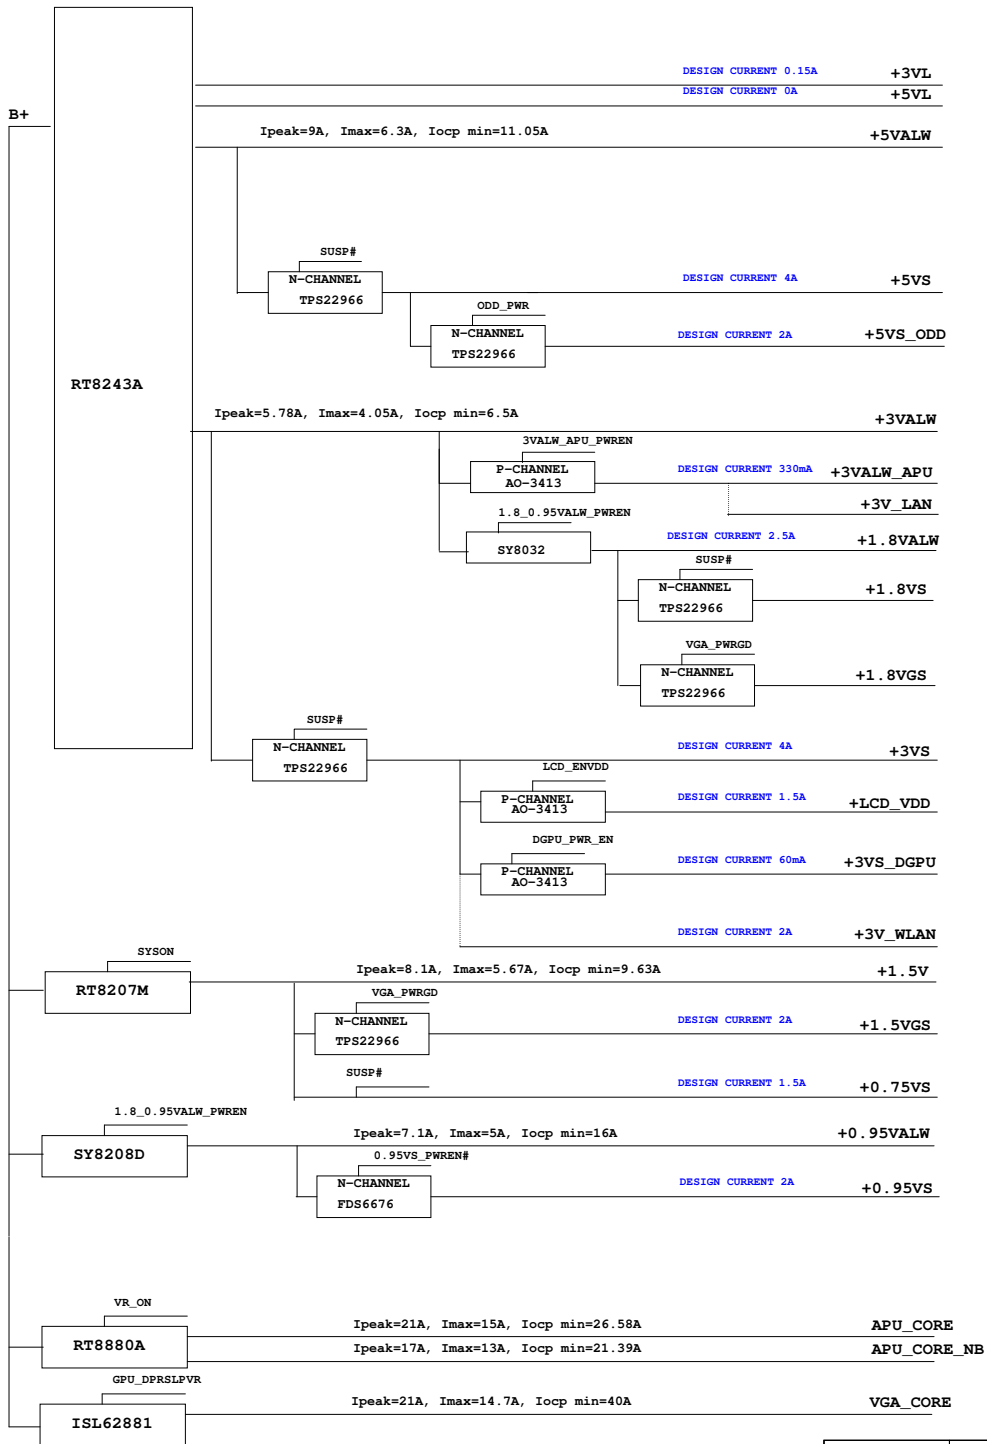 DESIGN CURRENT 0.15A +3VL
DESIGN CURRENT 0A +5VL
B+
Ipeak=9A, Imax=6.3A, Iocp min=11.05A +5VALW
SUSP#
N-CHANNEL
TPS22966
DESIGN CURRENT 4A +5VS
ODD_PWR
N-CHANNEL
TPS22966
DESIGN CURRENT 2A +5VS_ODD
RT8243A
Ipeak=5.78A, Imax=4.05A, Iocp min=6.5A +3VALW
3VALW_APU_PWREN
P-CHANNEL
AO-3413
DESIGN CURRENT 330mA +3VALW_APU
+3V_LAN
1.8_0.95VALW_PWREN
SY8032
DESIGN CURRENT 2.5A +1.8VALW
SUSP#
N-CHANNEL
TPS22966
+1.8VS
VGA_PWRGD
N-CHANNEL
TPS22966
+1.8VGS
SUSP#
N-CHANNEL
TPS22966
DESIGN CURRENT 4A +3VS
LCD_ENVDD
P-CHANNEL
AO-3413
DESIGN CURRENT 1.5A +LCD_VDD
DGPU_PWR_EN
P-CHANNEL
AO-3413
DESIGN CURRENT 60mA +3VS_DGPU
DESIGN CURRENT 2A +3V_WLAN
SYSON
RT8207M
Ipeak=8.1A, Imax=5.67A, Iocp min=9.63A +1.5V
VGA_PWRGD
N-CHANNEL
TPS22966
DESIGN CURRENT 2A +1.5VGS
SUSP#
DESIGN CURRENT 1.5A +0.75VS
1.8_0.95VALW_PWREN
SY8208D
Ipeak=7.1A, Imax=5A, Iocp min=16A +0.95VALW
0.95VS_PWREN#
N-CHANNEL
FDS6676
DESIGN CURRENT 2A +0.95VS
VR_ON
RT8880A
Ipeak=21A, Imax=15A, Iocp min=26.58A APU_CORE
Ipeak=17A, Imax=13A, Iocp min=21.39A APU_CORE_NB
GPU_DPRSLPVR
ISL62881
Ipeak=21A, Imax=14.7A, Iocp min=40A VGA_CORE